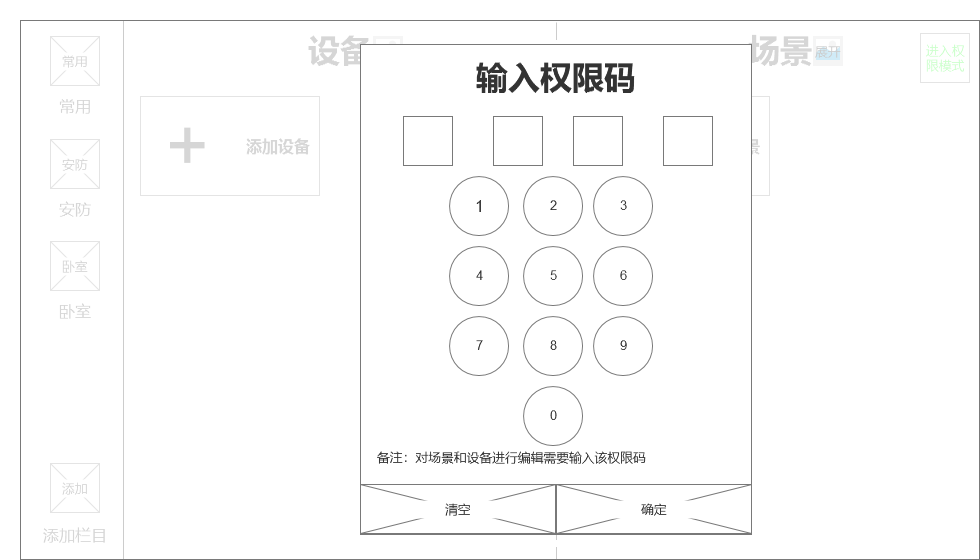 常用
常用
安防
安防
卧室
卧室
添加
添加栏目
设备
添加设备
场景
展开
进入权
限模式
景
输入权限码
1
2
3
4
5
6
7
8
9
0
备注：对场景和设备进行编辑需要输入该权限码
清空
确定